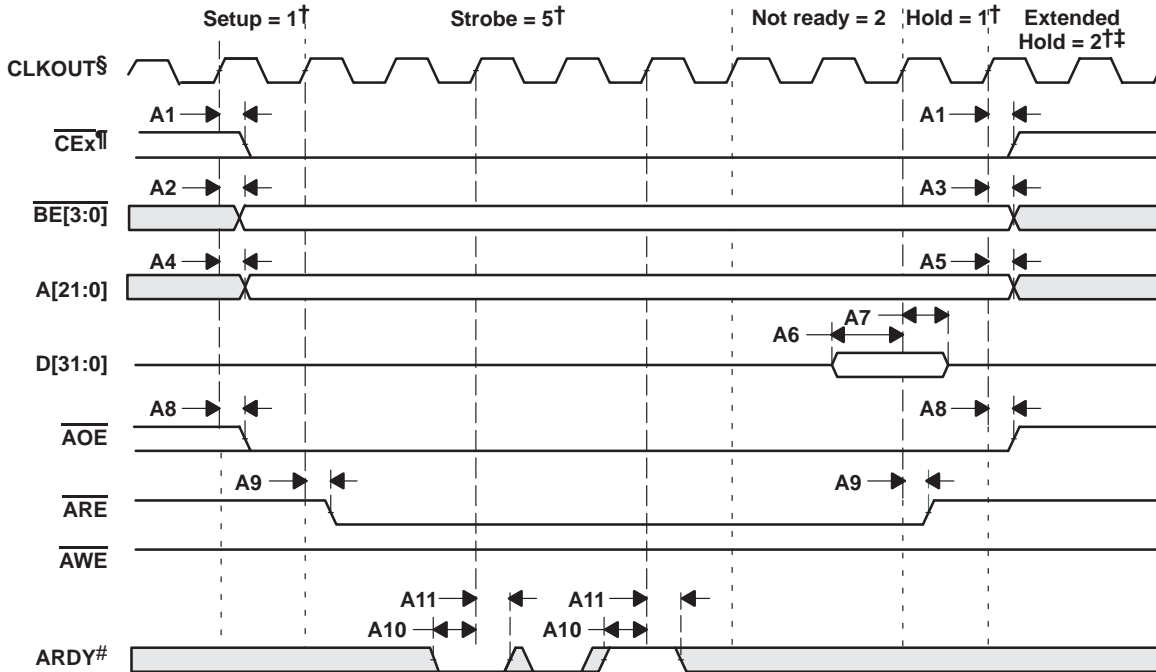 Setup = 1† Strobe = 5† Not ready = 2 Hold = 1† Extended
Hold = 2†‡
CLKOUT§
A1 A1
CEx¶
A2 A3
BE[3:0]
A4 A5
A[21:0]
A7
A6
D[31:0]
A8 A8
AOE
A9 A9
ARE
AWE
A11 A11
A10 A10
ARDY#